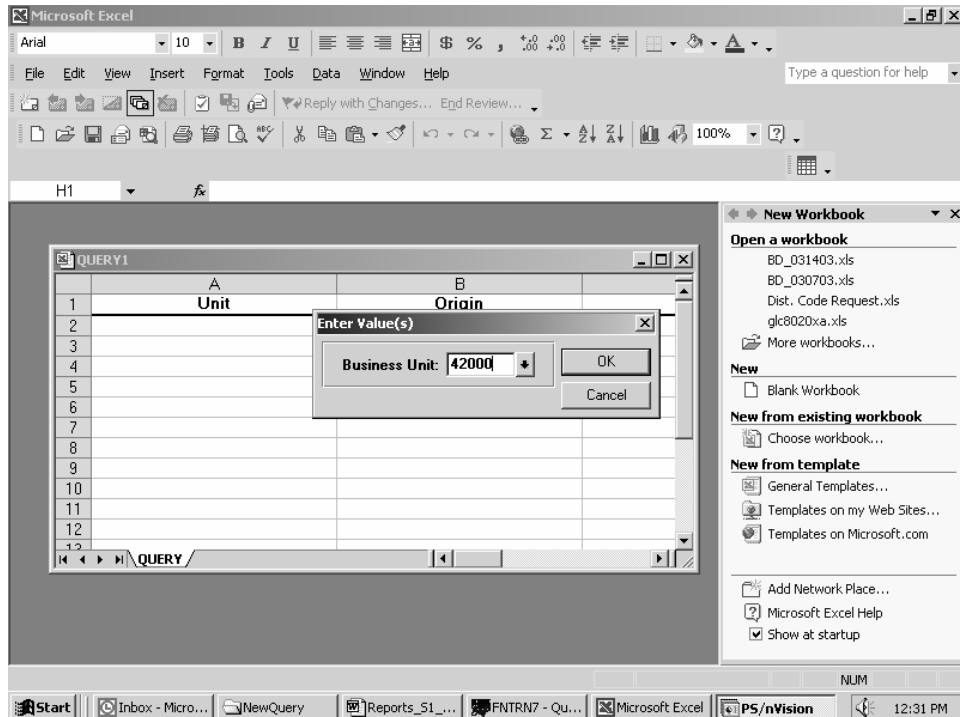 Microsoft Excel
Arial 10 B I U $ % , .00 A
File Edit View Insert Format Tools Data Window Help Type a question for help
Reply with Changes... End Review...
ABC Σ 100%
H1 fx
New Workbook
Open a workbook
BD_031403.xls
BD_030703.xls
Dist. Code Request.xls
glc8020xa.xls
More workbooks...
New
Blank Workbook
New from existing workbook
Choose workbook...
New from template
General Templates...
Templates on my Web Sites...
Templates on Microsoft.com
Add Network Place...
Microsoft Excel Help
Show at startup
QUERY1
A B
1 Unit Origin
2
3
4
5
6
7
8
9
10
11
12
13
QUERY
Enter Value(s)
Business Unit: 42000
OK
Cancel
NUM
Start Inbox - Micro... NewQuery Reports_S1_... FNTRN7 - Qu... Microsoft Excel PS/nVision 12:31 PM